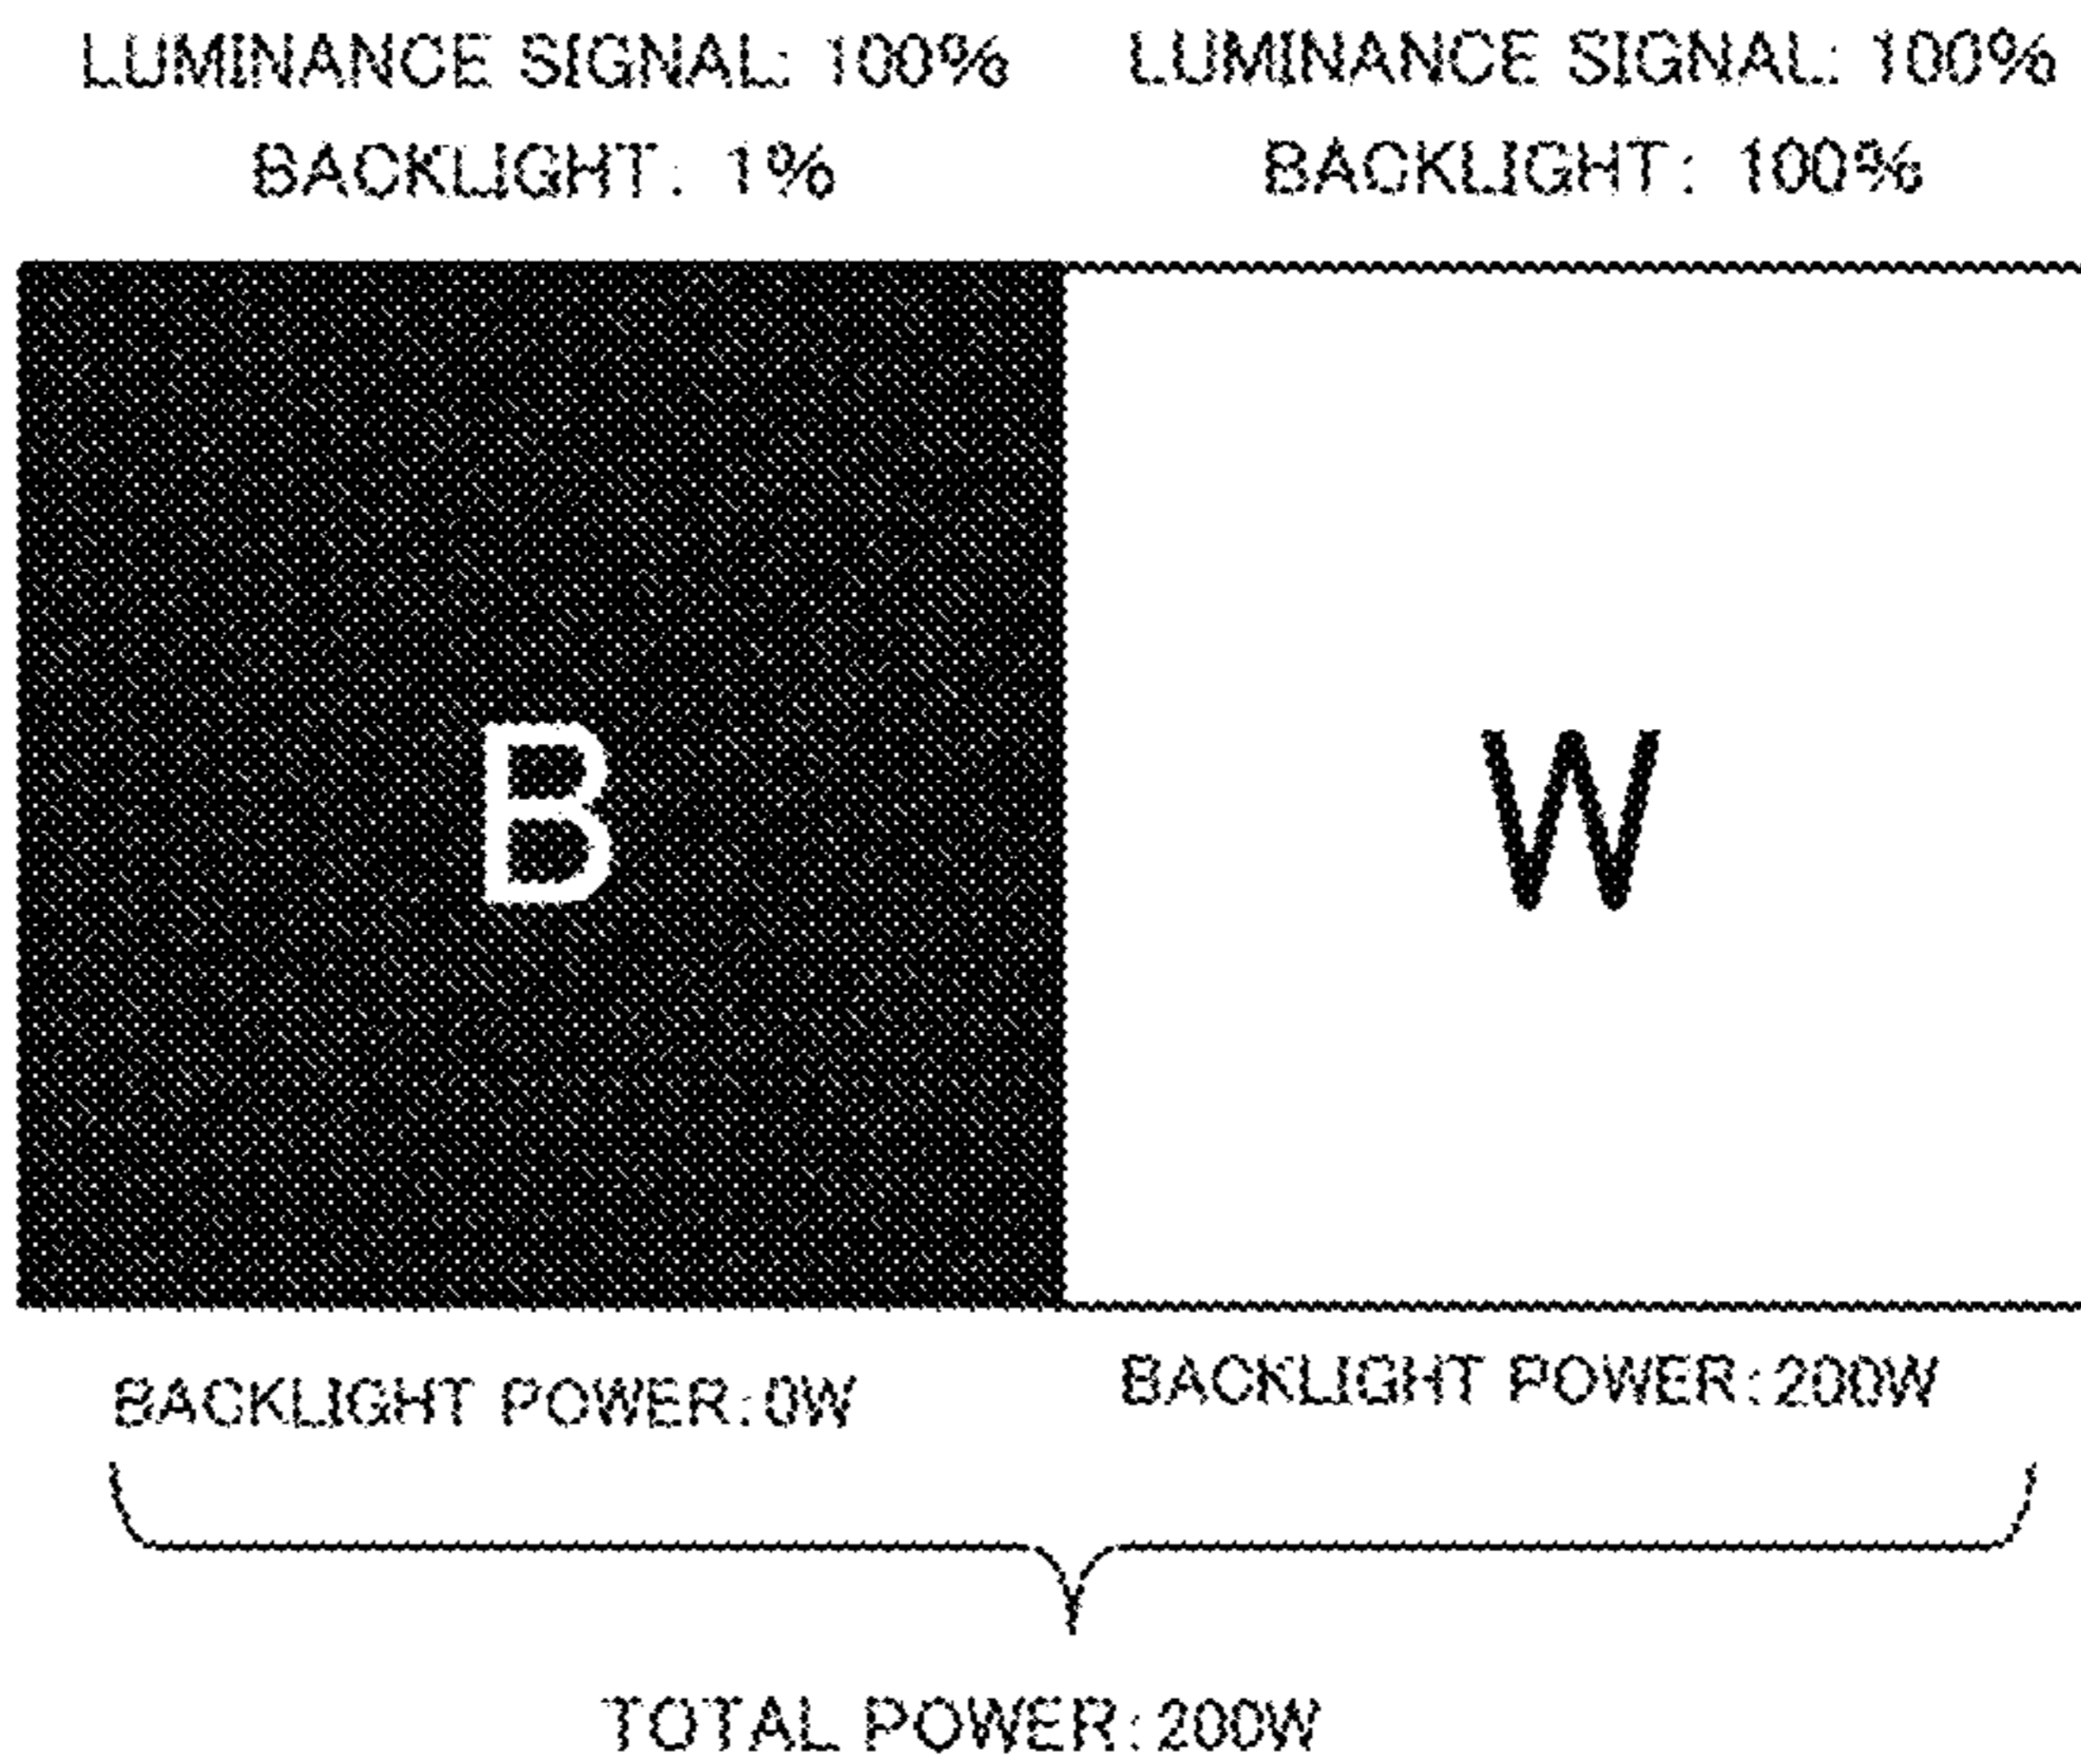 LUMINANCE SIGNAL: 100%
BACKLIGHT: 1%
LUMINANCE SIGNAL: 100%
BACKLIGHT: 100%
B
W
BACKLIGHT POWER:0W
BACKLIGHT POWER:200W
TOTAL POWER:200W